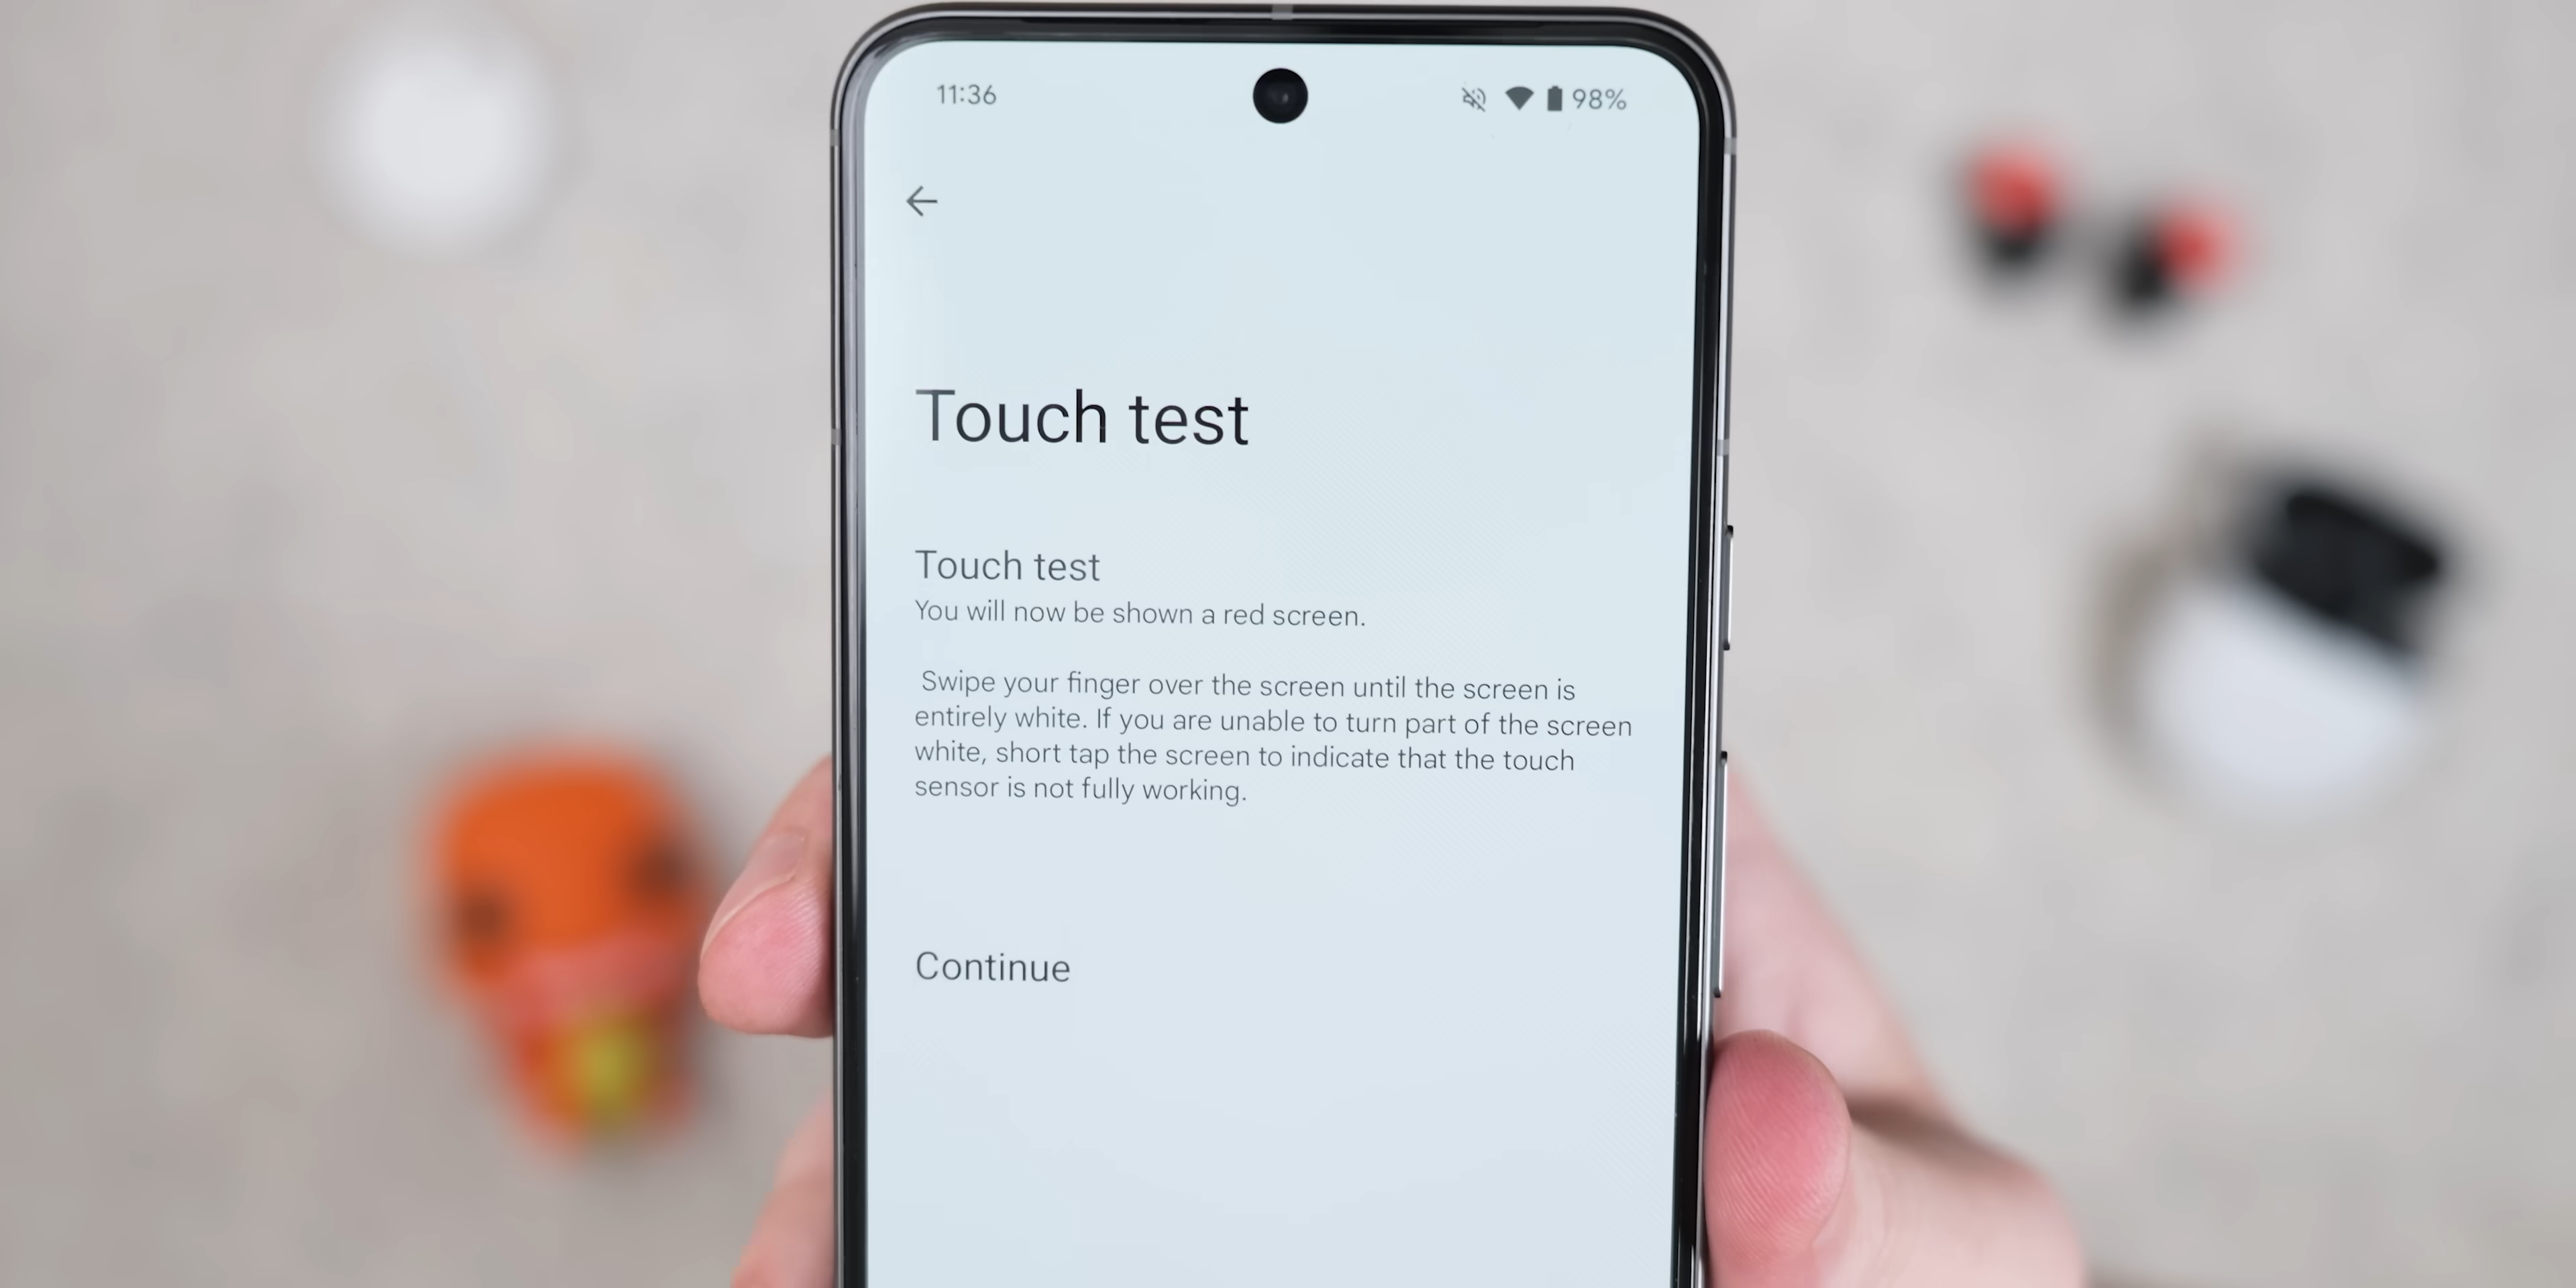 11:36
98%
Touch test
Touch test
You will now be shown a red screen.
Swipe your finger over the screen until the screen is
entirely white. If you are unable to turn part of the screen
white, short tap the screen to indicate that the touch
sensor is not fully working.
Continue